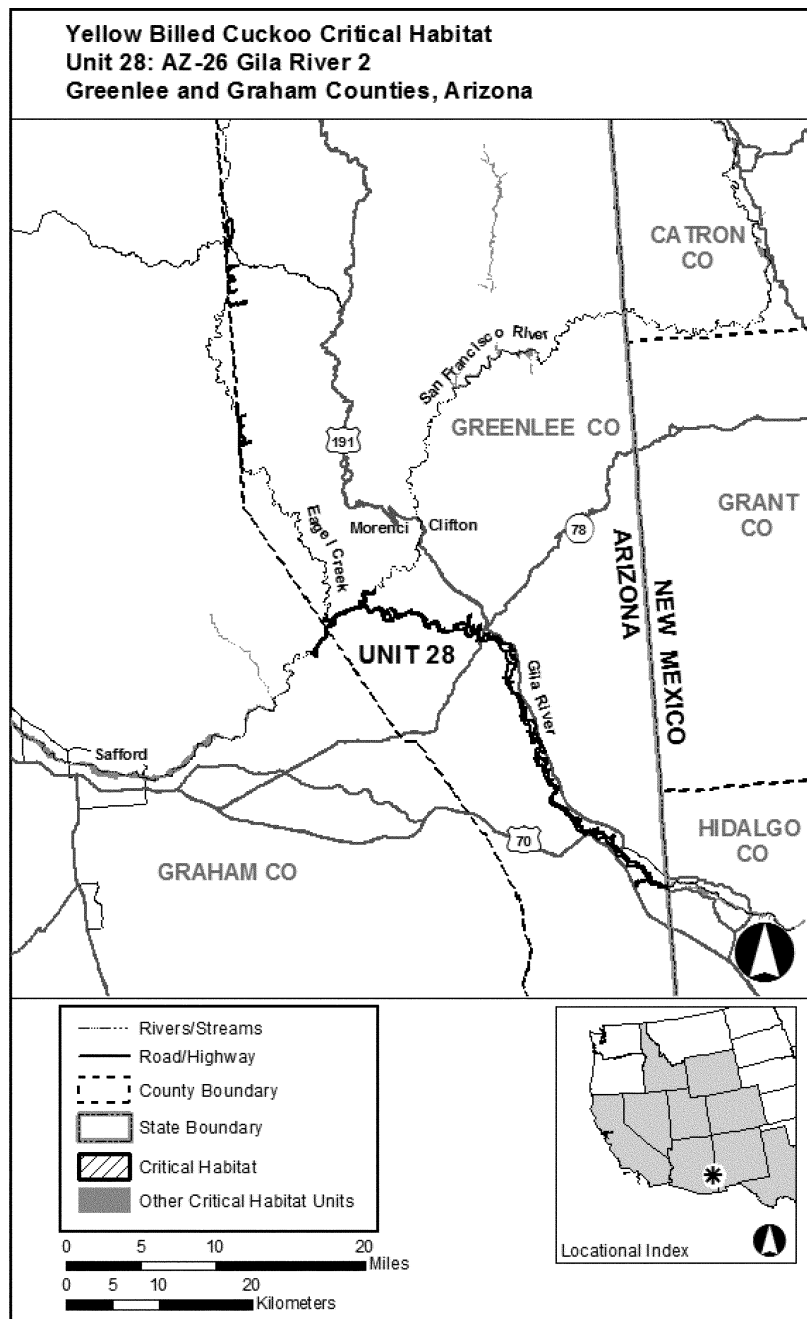 Yellow Billed Cuckoo Critical Habitat
Unit 28: AZ-26 Gila River 2
Greenlee and Graham Counties, Arizona
CATRON
CO
San Francisco River
GREENLEE CO
191
GRANT
CO
Eagel Creek
Morenci
Clifton
78
ARIZONA
NEW MEXICO
UNIT 28
Gila River
Safford
HIDALGO
CO
70
GRAHAM CO
Rivers/Streams
Road/Highway
County Boundary
State Boundary
Critical Habitat
Other Critical Habitat Units
0 5 10 20
Miles
0 5 10 20
Kilometers
Locational Index